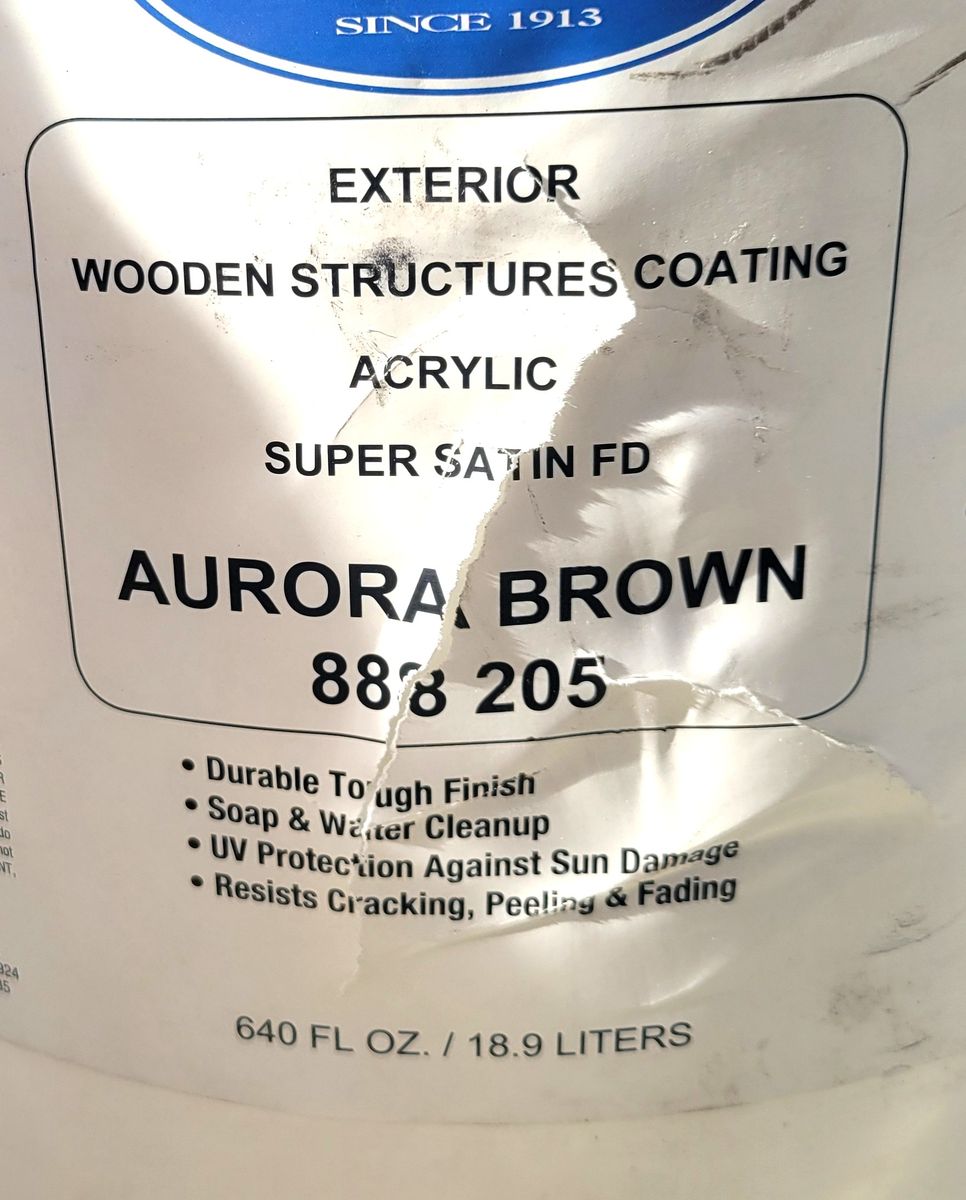 SINCE 1913
EXTERIOR
WOODEN STRUCTURES COATING
ACRYLIC
SUPER SATIN FD
AURORA BROWN
888 205
• Durable Tough Finish
• Soap & Water Cleanup
• UV Protection Against Sun Damage
• Resists Cracking, Peeling & Fading
640 FL OZ. / 18.9 LITERS